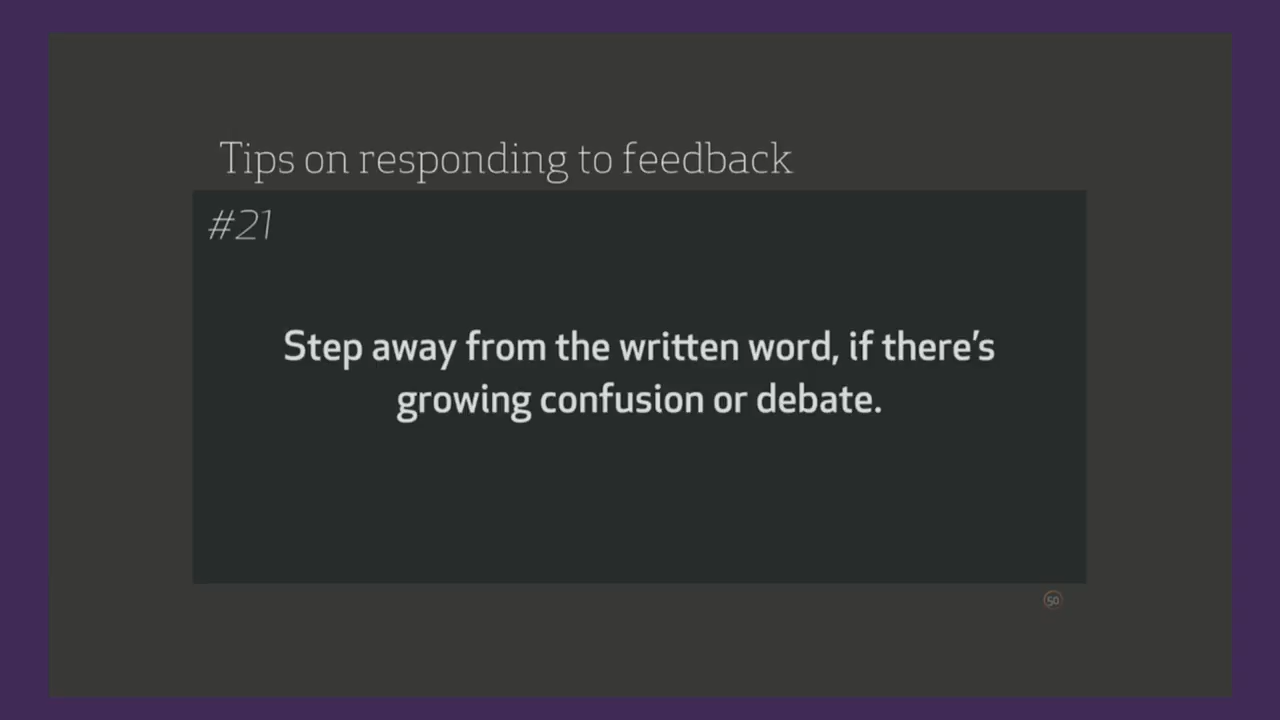 Tips on responding to feedback
#21
Step away from the written word, if there's
growing confusion or debate.
50